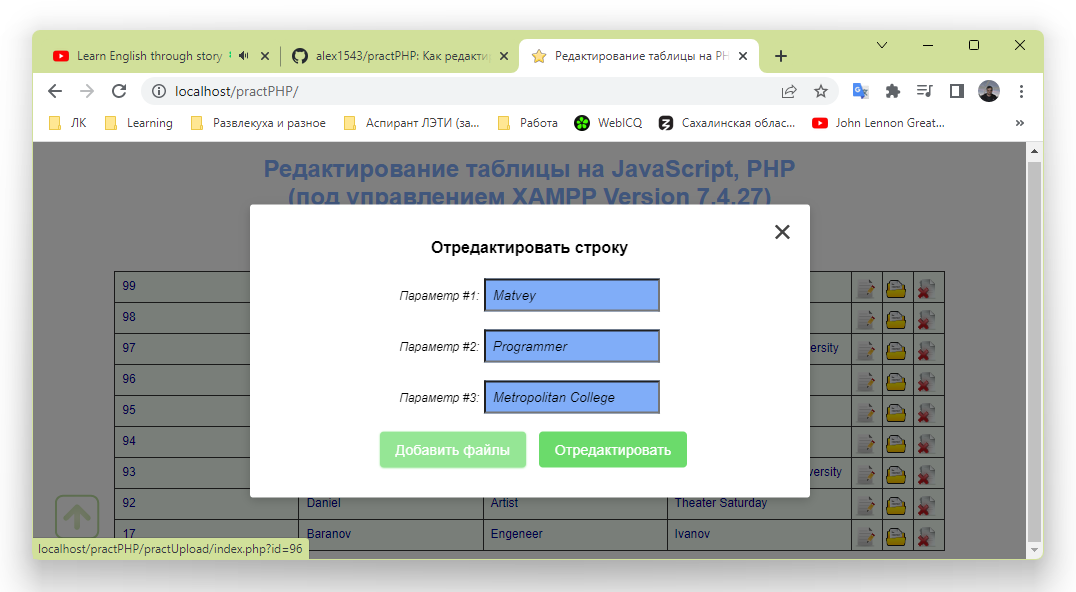 Learn English through story
alex1543/practPHP: Как редакти
Редактирование таблицы на PH
localhost/practPHP/
ЛК
Learning
Развлекуха и разное
Аспирант ЛЭТИ (за...
Работа
WebICQ
Сахалинская облас...
John Lennon Great...
»
Редактирование таблицы на JavaScript, PHP
(под управлением XAMPP Version 7.4.27)
Отредактировать строку
Параметр #1: Matvey
Параметр #2: Programmer
Параметр #3: Metropolitan College
Добавить файлы Отредактировать
99
98
97 ersity
96
95
94
93 versity
92 Daniel Artist Theater Saturday
17 Baranov Engeneer Ivanov
localhost/practPHP/practUpload/index.php?id=96